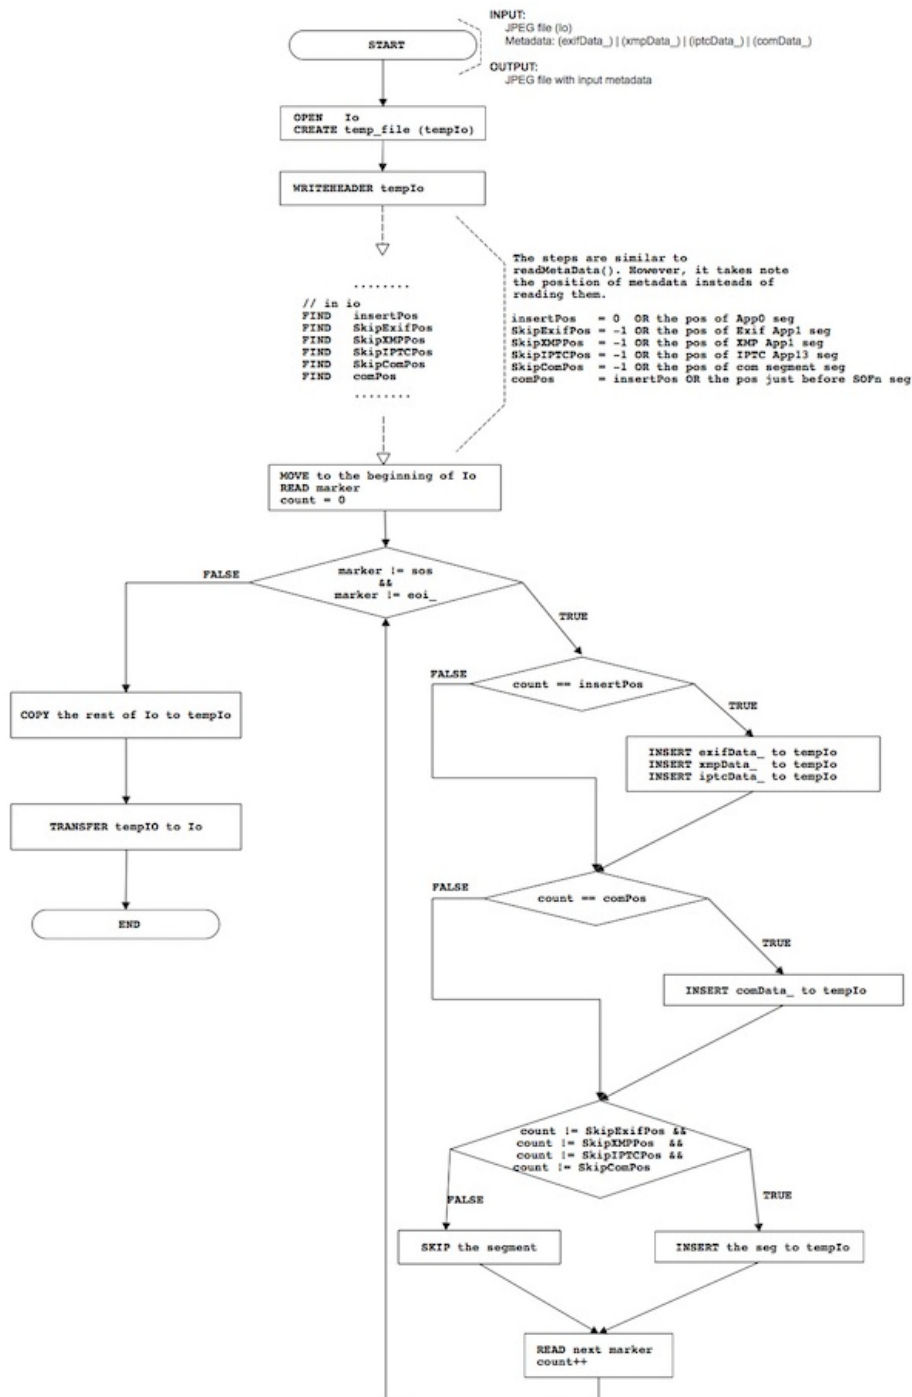 INPUT:
JPEG file (Io)
Metadata: (exifData_) | (xmpData_) | (iptcData_) | (comData_)
START
OUTPUT:
JPEG file with input metadata
OPEN Io
CREATE temp_file (tempIo)
WRITEHEADER tempIo
The steps are similar to
readMetaData(). However, it takes note
the position of metadata insteads of
reading them.
insertPos = 0 OR the pos of App0 seg
SkipExifPos = -1 OR the pos of Exif App1 seg
SkipXMPPos = -1 OR the pos of XMP App1 seg
SkipIPTCPos = -1 OR the pos of IPTC App13 seg
SkipComPos = -1 OR the pos of com segment seg
comPos = insertPos OR the pos just before SOFn seg
........
// in io
FIND insertPos
FIND SkipExifPos
FIND SkipXMPPos
FIND SkipIPTCPos
FIND SkipComPos
FIND comPos
........
MOVE to the beginning of Io
READ marker
count = 0
FALSE
marker != sos
&&
marker != eoi_
TRUE
FALSE
count == insertPos
TRUE
COPY the rest of Io to tempIo
INSERT exifData_ to tempIo
INSERT xmpData_ to tempIo
INSERT iptcData_ to tempIo
TRANSFER tempIO to Io
FALSE
count == comPos
END
TRUE
INSERT comData_ to tempIo
count != SkipExifPos &&
count != SkipXMPPos &&
count != SkipIPTCPos &&
count != SkipComPos
FALSE
TRUE
SKIP the segment
INSERT the seg to tempIo
READ next marker
count++